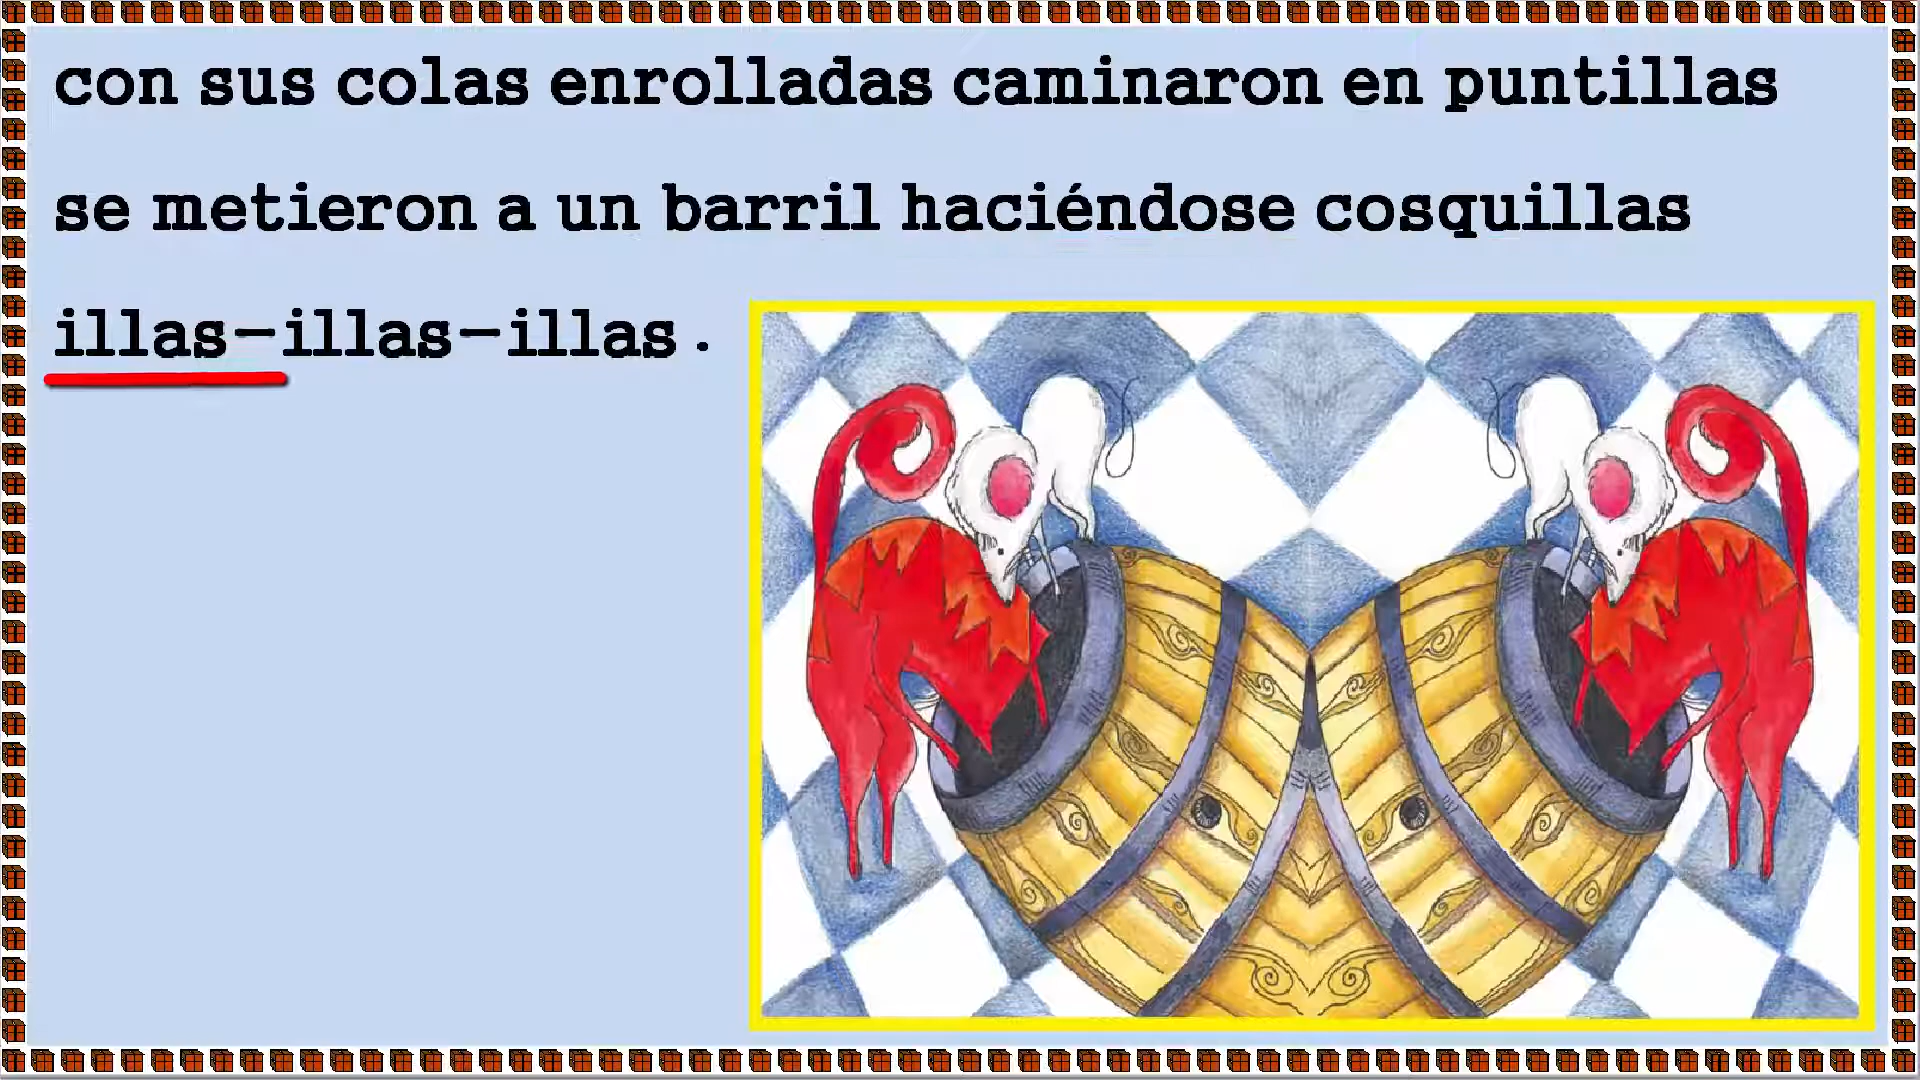 con sus colas enrolladas caminaron en puntillas
se metieron a un barril haciéndose cosquillas
illas-illas-illas.